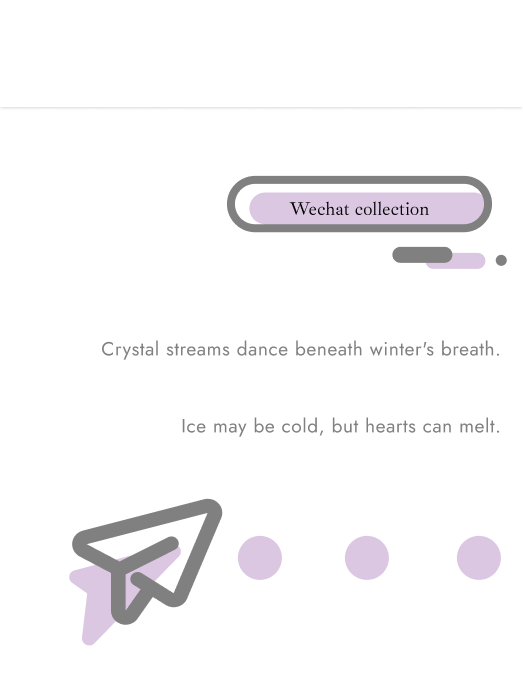 Wechat collection
Crystal streams dance beneath winter's breath.
Ice may be cold, but hearts can melt.